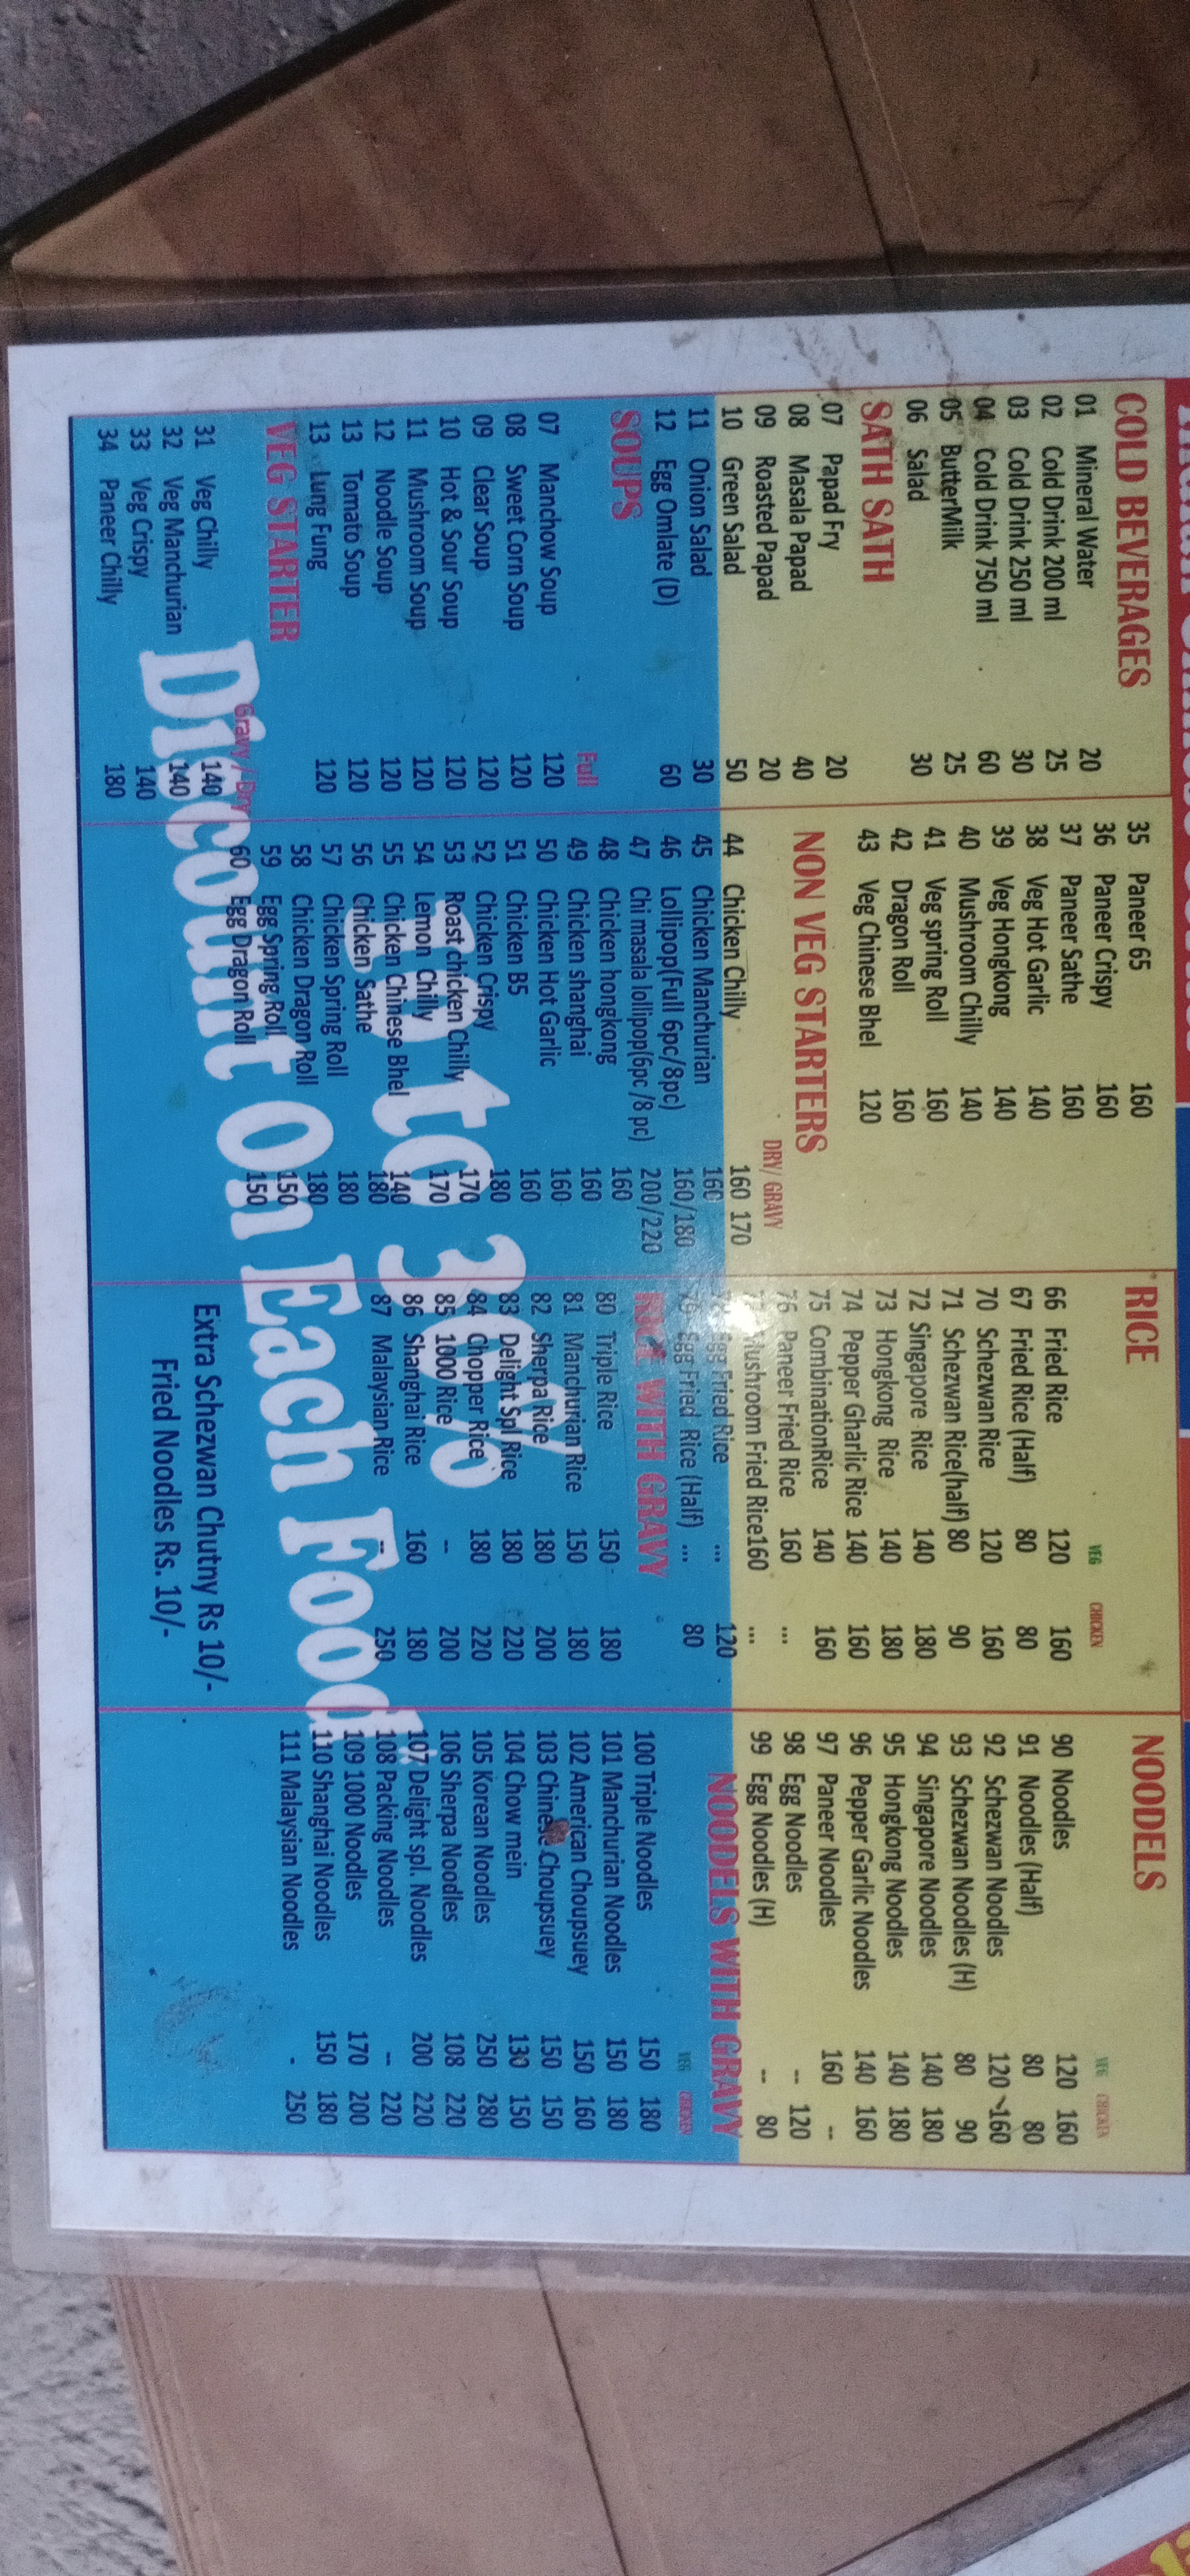 COLD BEVERAGES
01 Mineral Water 20
02 Cold Drink 200 ml 25
03 Cold Drink 250 ml 30
04 Cold Drink 750 ml 60
05 ButterMilk 25
06 Salad 30
SATH SATH
07 Papad Fry 20
08 Masala Papad 40
09 Roasted Papad 20
10 Green Salad 50
11 Onion Salad 30
12 Egg Omlate (D) 60
SOUPS
Full
07 Manchow Soup 120
08 Sweet Corn Soup 120
09 Clear Soup 120
10 Hot & Sour Soup 120
11 Mushroom Soup 120
12 Noodle Soup 120
13 Tomato Soup 120
13 Lung Fung 120
VEG STARTER
Gravy / Dry
31 Veg Chilly 140
32 Veg Manchurian 140
33 Veg Crispy 140
34 Paneer Chilly 180
35 Paneer 65 160
36 Paneer Crispy 160
37 Paneer Sathe 160
38 Veg Hot Garlic 140
39 Veg Hongkong 140
40 Mushroom Chilly 140
41 Veg spring Roll 160
42 Dragon Roll 160
43 Veg Chinese Bhel 120
NON VEG STARTERS
DRY/ GRAVY
44 Chicken Chilly 160 170
45 Chicken Manchurian 160
46 Lollipop(Full 6pc/8pc) 160/180
47 Chi masala lollipop(6pc /8 pc) 200/220
48 Chicken hongkong 160
49 Chicken shanghai 160
50 Chicken Hot Garlic 160
51 Chicken B5 160
52 Chicken Crispy 180
53 Roast chicken Chilly 170
54 Lemon Chilly 170
55 Chicken Chinese Bhel 140
56 Chicken Sathe 180
57 Chicken Spring Roll 180
58 Chicken Dragon Roll 180
59 Egg Spring Roll 150
60 Egg Dragon Roll 150
RICE
VEG CHICKEN
66 Fried Rice 120 160
67 Fried Rice (Half) 80 80
70 Schezwan Rice 120 160
71 Schezwan Rice(half) 80 90
72 Singapore Rice 140 180
73 Hongkong Rice 140 180
74 Pepper Gharlic Rice 140 160
75 CombinationRice 140 160
76 Paneer Fried Rice 160 ...
Mushroom Fried Rice160 ...
Egg Fried Rice ... 120
Egg Fried Rice (Half) ... 80
RICE WITH GRAVY
80 Triple Rice 150 180
81 Manchurian Rice 150 180
82 Sherpa Rice 180 200
83 Delight Spl Rice 180 220
84 Chopper Rice 180 220
85 1000 Rice -- 200
86 Shanghai Rice 160 180
87 Malaysian Rice -- 250
Extra Schezwan Chutny Rs 10/-
Fried Noodles Rs. 10/-
NOODELS
VEG CHICKEN
90 Noodles 120 160
91 Noodles (Half) 80 80
92 Schezwan Noodles 120 160
93 Schezwan Noodles (H) 80 90
94 Singapore Noodles 140 180
95 Hongkong Noodles 140 180
96 Pepper Garlic Noodles 140 160
97 Paneer Noodles 160 --
98 Egg Noodles -- 120
99 Egg Noodles (H) -- 80
NOODELS WITH GRAVY
VEG CHICKEN
100 Triple Noodles 150 180
101 Manchurian Noodles 150 180
102 American Choupsuey 150 160
103 Chinese Choupsuey 150 150
104 Chow mein 130 150
105 Korean Noodles 250 280
106 Sherpa Noodles 108 220
107 Delight spl. Noodles 200 220
108 Packing Noodles -- 220
109 1000 Noodles 170 200
110 Shanghai Noodles 150 180
111 Malaysian Noodles - 250
10 to 30%
Discount On Each Food